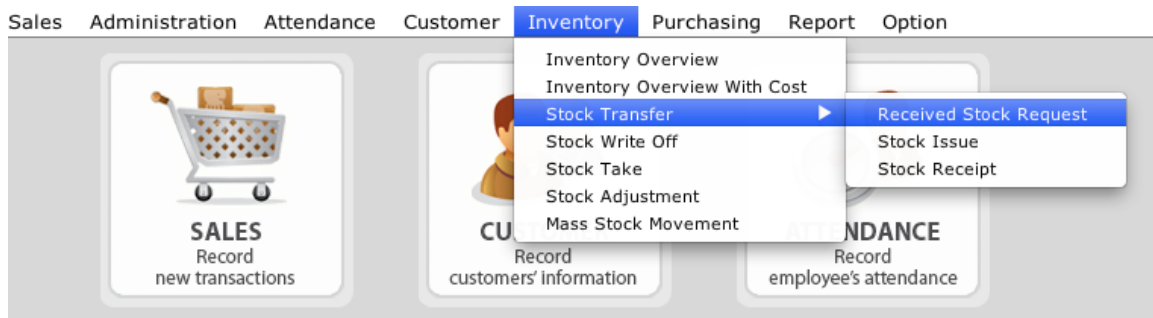 Sales Administration Attendance Customer Inventory Purchasing Report Option
Inventory Overview
Inventory Overview With Cost
Stock Transfer
Received Stock Request
Stock Write Off
Stock Issue
Stock Take
Stock Receipt
Stock Adjustment
Mass Stock Movement
SALES
Record
new transactions
CU
Record
customers' information
NDANCE
Record
employee's attendance